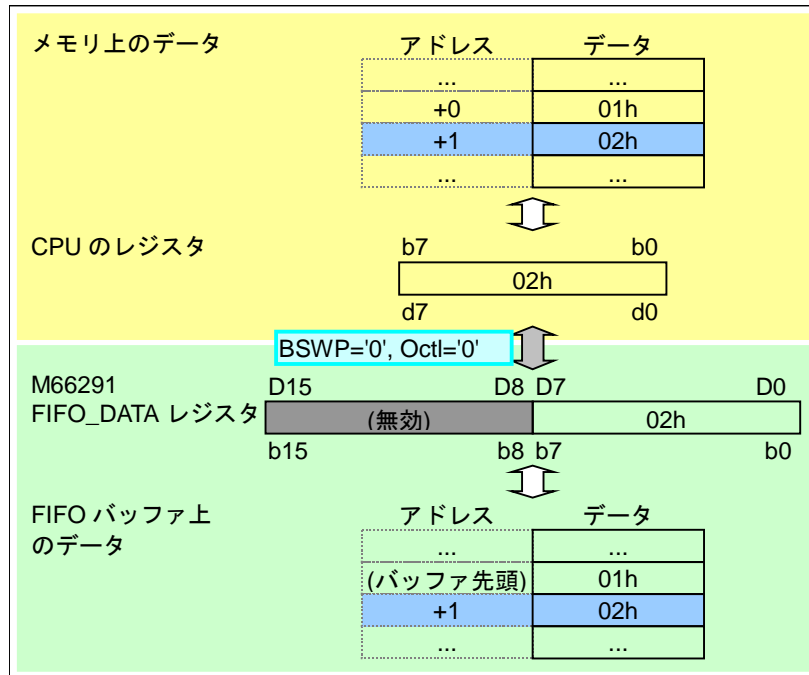 メモリ上のデータ
アドレス データ
... ...
+0 01h
+1 02h
... ...
CPU のレジスタ
b7 b0
02h
d7 d0
BSWP='0', Octl='0'
M66291
FIFO_DATA レジスタ
D15 D8 D7 D0
(無効) 02h
b15 b8 b7 b0
FIFO バッファ上
のデータ
アドレス データ
... ...
(バッファ先頭) 01h
+1 02h
... ...